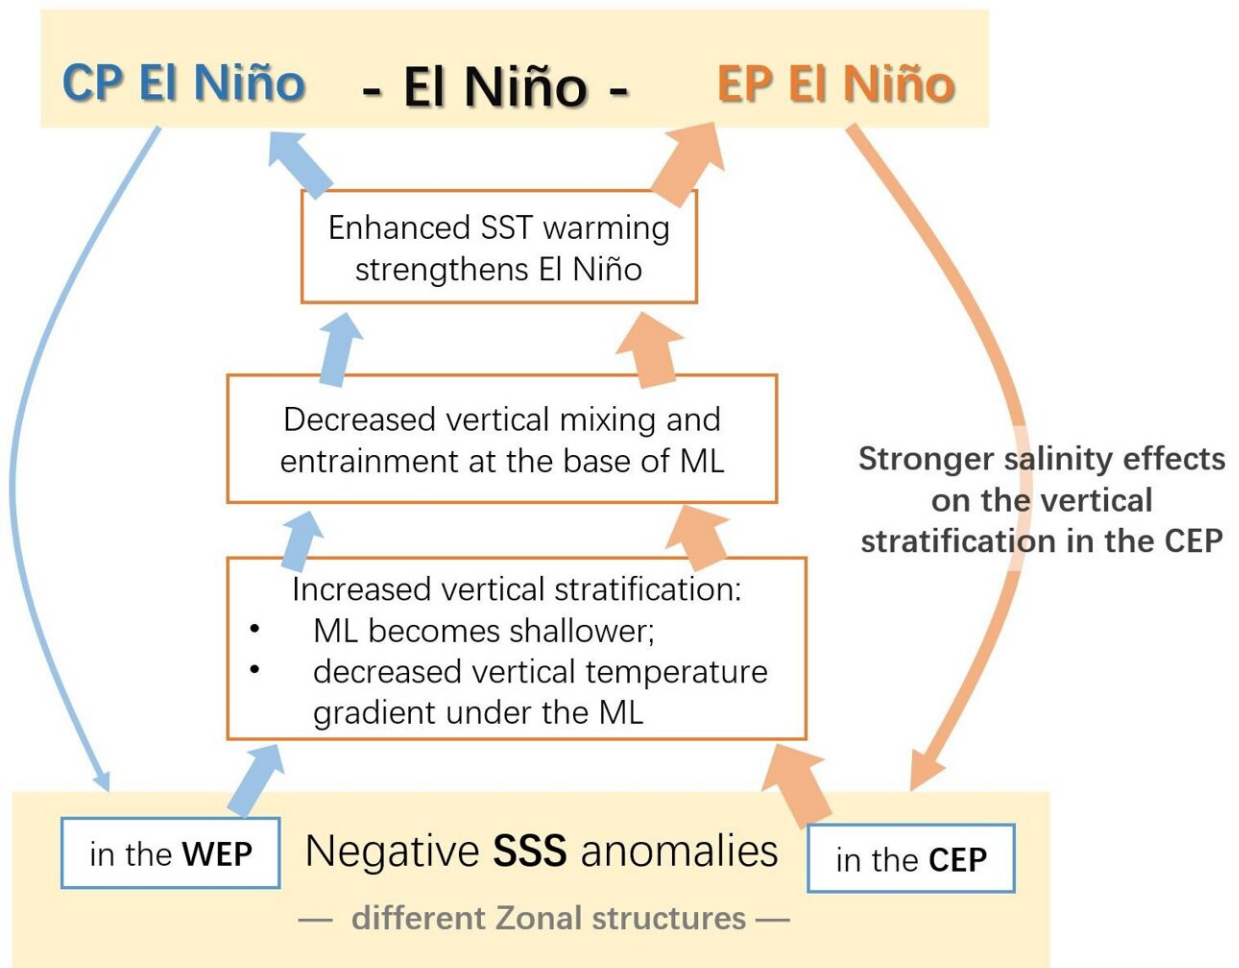 CP El Niño - El Niño - EP El Niño
Enhanced SST warming
strengthens El Niño
Decreased vertical mixing and
entrainment at the base of ML
Stronger salinity effects
on the vertical
stratification in the CEP
Increased vertical stratification:
• ML becomes shallower;
• decreased vertical temperature
gradient under the ML
in the WEP
Negative SSS anomalies
in the CEP
— different Zonal structures —